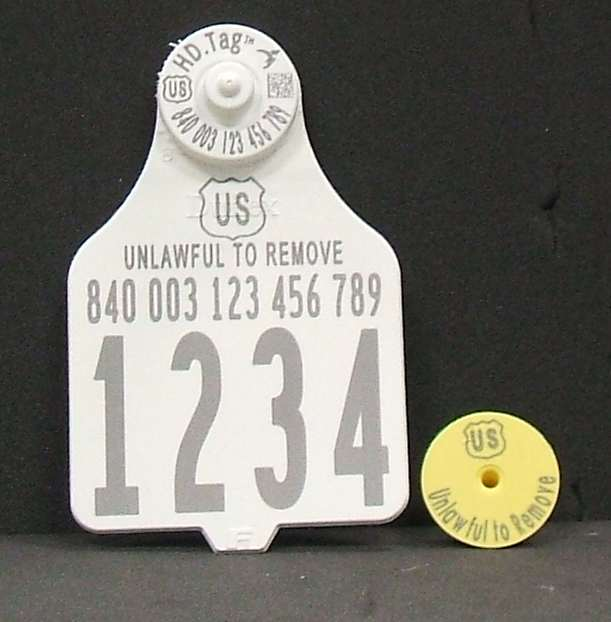 HD.Tag™
US
840 003 123 456 789
US
UNLAWFUL TO REMOVE
840 003 123 456 789
1234
US
Unlawful to Remove